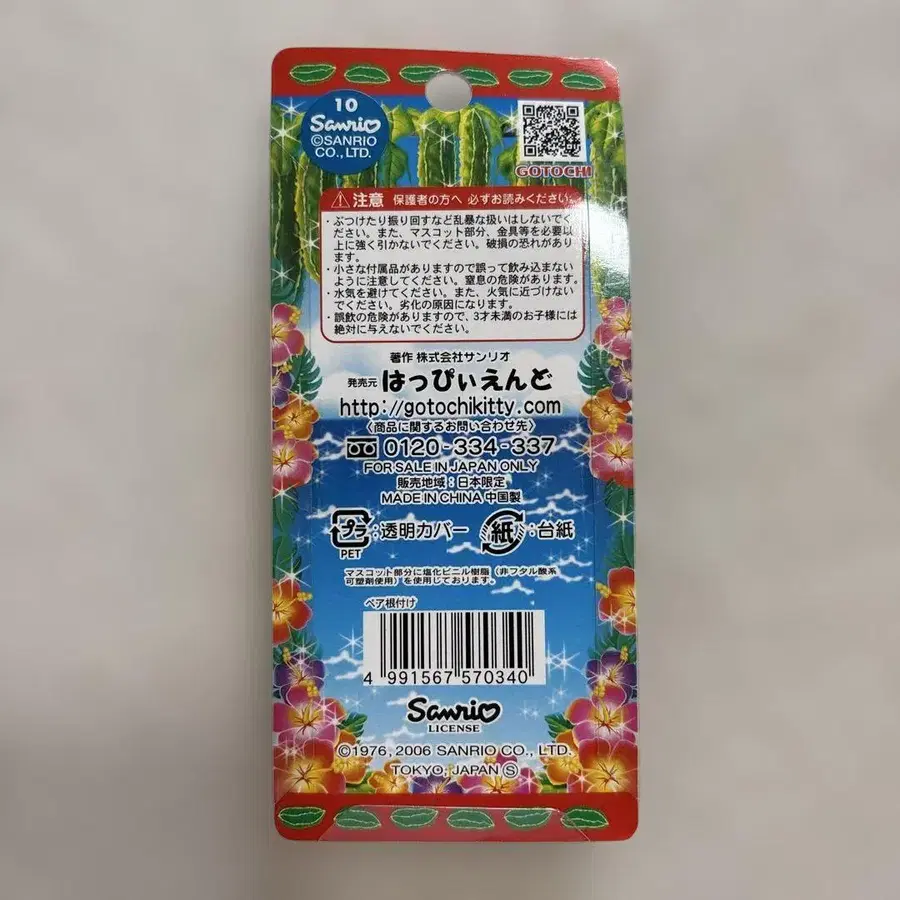 10
Sanrio
©SANRIO
CO., LTD.
GOTOCHI
注意 保護者の方へ 必ずお読みください。
・ぶつけたり振り回すなど乱暴な扱いはしないでく
ださい。また、マスコット部分、金具等を必要以
上に強く引かないでください。破損の恐れがあり
ます。
・小さな付属品がありますので誤って飲み込まない
ように注意してください。窒息の危険があります。
・水気を避けてください。また、火気に近づけない
でください。劣化の原因になります。
・誤飲の危険がありますので、3才未満のお子様には
絶対に与えないでください。
著作 株式会社サンリオ
発売元 はっぴぃえんど
http://gotochikitty.com
〈商品に関するお問い合わせ先〉
0120-334-337
FOR SALE IN JAPAN ONLY
販売地域：日本限定
MADE IN CHINA 中国製
プラ:透明カバー 紙:台紙
PET
マスコット部分に塩化ビニル樹脂（非フタル酸系
可塑剤使用）を使用しております。
ペア根付け
4 991567 570340
Sanrio
LICENSE
©1976, 2006 SANRIO CO., LTD.
TOKYO, JAPAN Ⓢ